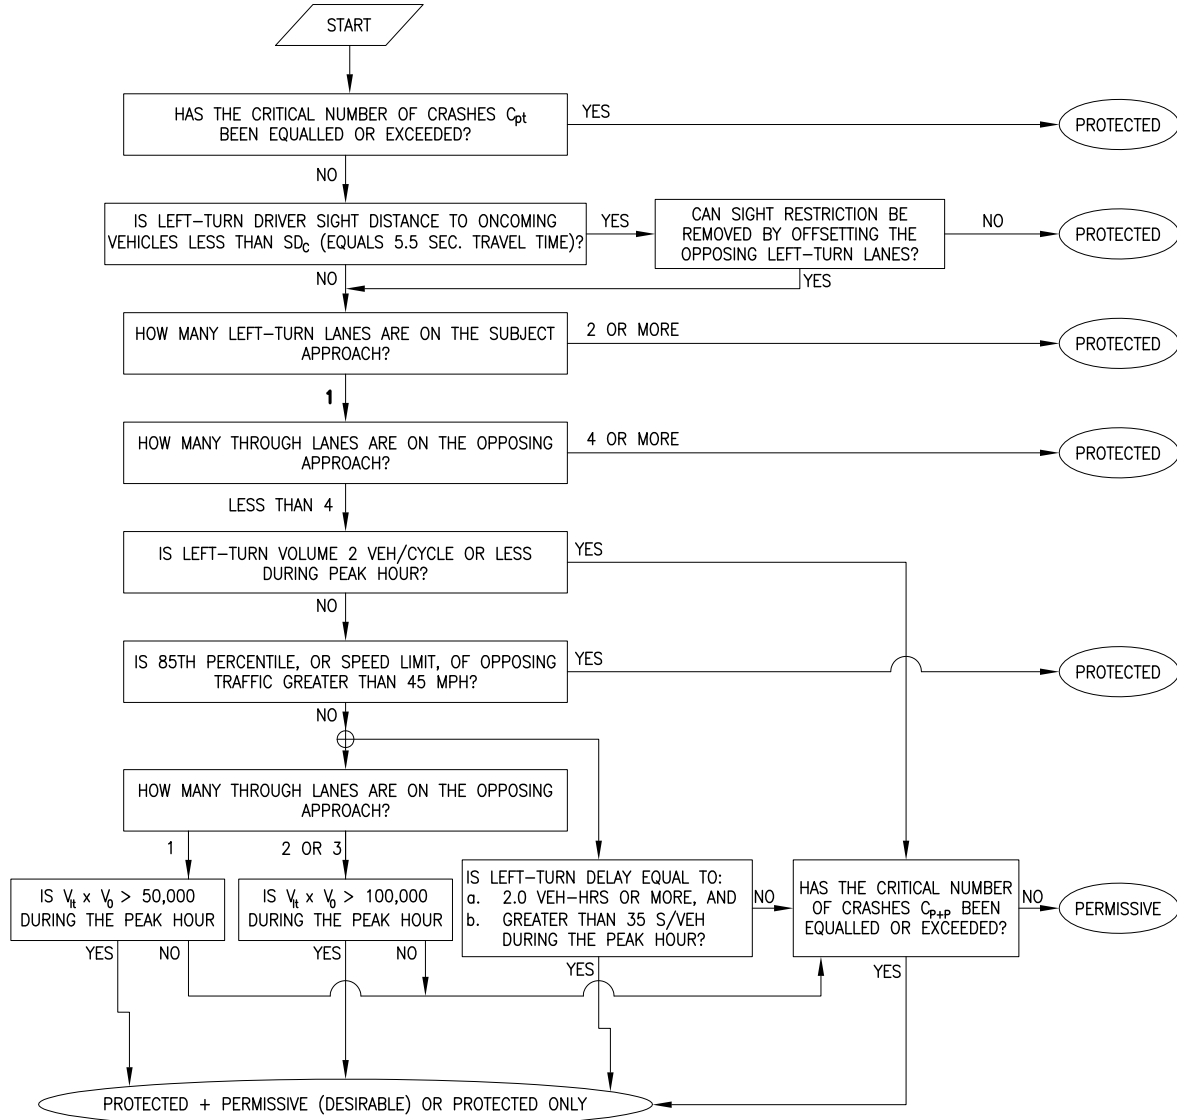 START
HAS THE CRITICAL NUMBER OF CRASHES Cpt
BEEN EQUALLED OR EXCEEDED?
YES
PROTECTED
NO
IS LEFT-TURN DRIVER SIGHT DISTANCE TO ONCOMING
VEHICLES LESS THAN SDC (EQUALS 5.5 SEC. TRAVEL TIME)?
YES
CAN SIGHT RESTRICTION BE
REMOVED BY OFFSETTING THE
OPPOSING LEFT-TURN LANES?
NO
PROTECTED
NO
YES
HOW MANY LEFT-TURN LANES ARE ON THE SUBJECT
APPROACH?
2 OR MORE
PROTECTED
1
HOW MANY THROUGH LANES ARE ON THE OPPOSING
APPROACH?
4 OR MORE
PROTECTED
LESS THAN 4
IS LEFT-TURN VOLUME 2 VEH/CYCLE OR LESS
DURING PEAK HOUR?
YES
NO
IS 85TH PERCENTILE, OR SPEED LIMIT, OF OPPOSING
TRAFFIC GREATER THAN 45 MPH?
YES
PROTECTED
NO
HOW MANY THROUGH LANES ARE ON THE OPPOSING
APPROACH?
1
2 OR 3
IS Vlt x V0 > 50,000
DURING THE PEAK HOUR
YES
NO
IS Vlt x V0 > 100,000
DURING THE PEAK HOUR
YES
NO
IS LEFT-TURN DELAY EQUAL TO:
a. 2.0 VEH-HRS OR MORE, AND
b. GREATER THAN 35 S/VEH
DURING THE PEAK HOUR?
NO
YES
HAS THE CRITICAL NUMBER
OF CRASHES CP+P BEEN
EQUALLED OR EXCEEDED?
NO
PERMISSIVE
YES
PROTECTED + PERMISSIVE (DESIRABLE) OR PROTECTED ONLY